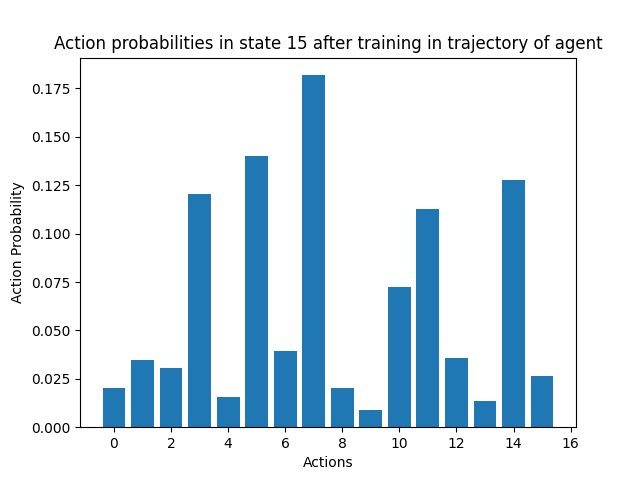 Action probabilities in state 15 after training in trajectory of agent
0.175
0.150
0.125
0.100
0.075
0.050
0.025
0.000
Action Probability
0 2 4 6 8 10 12 14 16
Actions